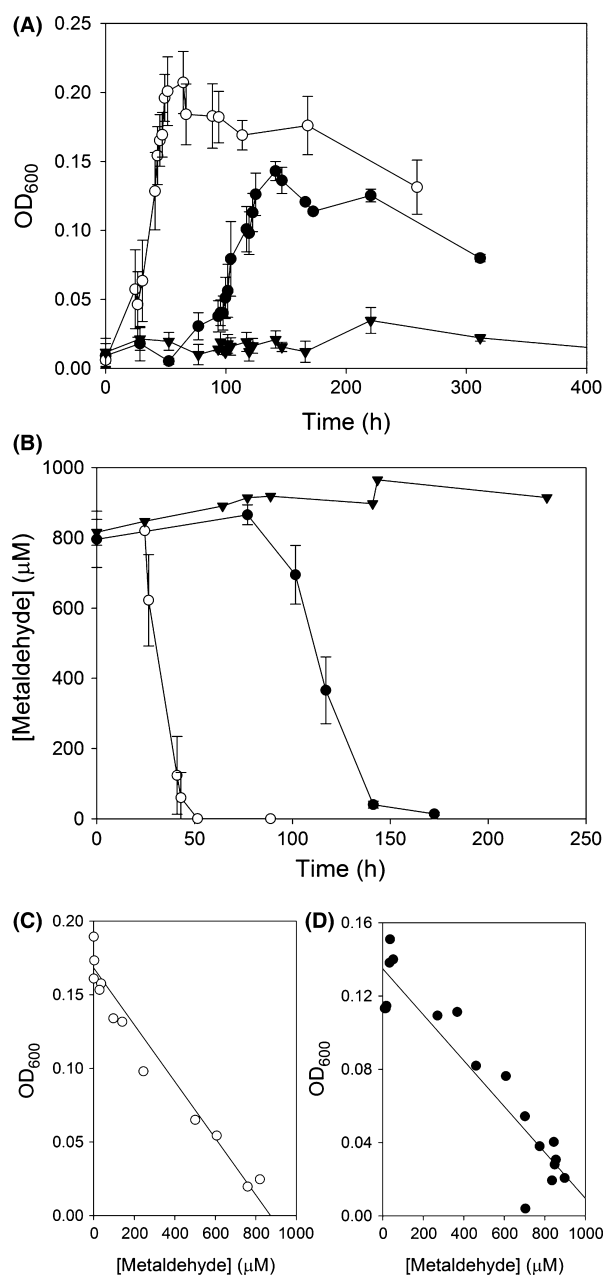 (A)
0.25
0.20
0.15
0.10
0.05
0.00
OD600
0 100 200 300 400
Time (h)
(B)
1000
800
600
400
200
0
[Metaldehyde] (μM)
0 50 100 150 200 250
Time (h)
(C)
0.20
0.15
0.10
0.05
0.00
OD600
0 200 400 600 800 1000
[Metaldehyde] (μM)
(D)
0.16
0.12
0.08
0.04
0.00
OD600
0 200 400 600 800 1000
[Metaldehyde] (μM)